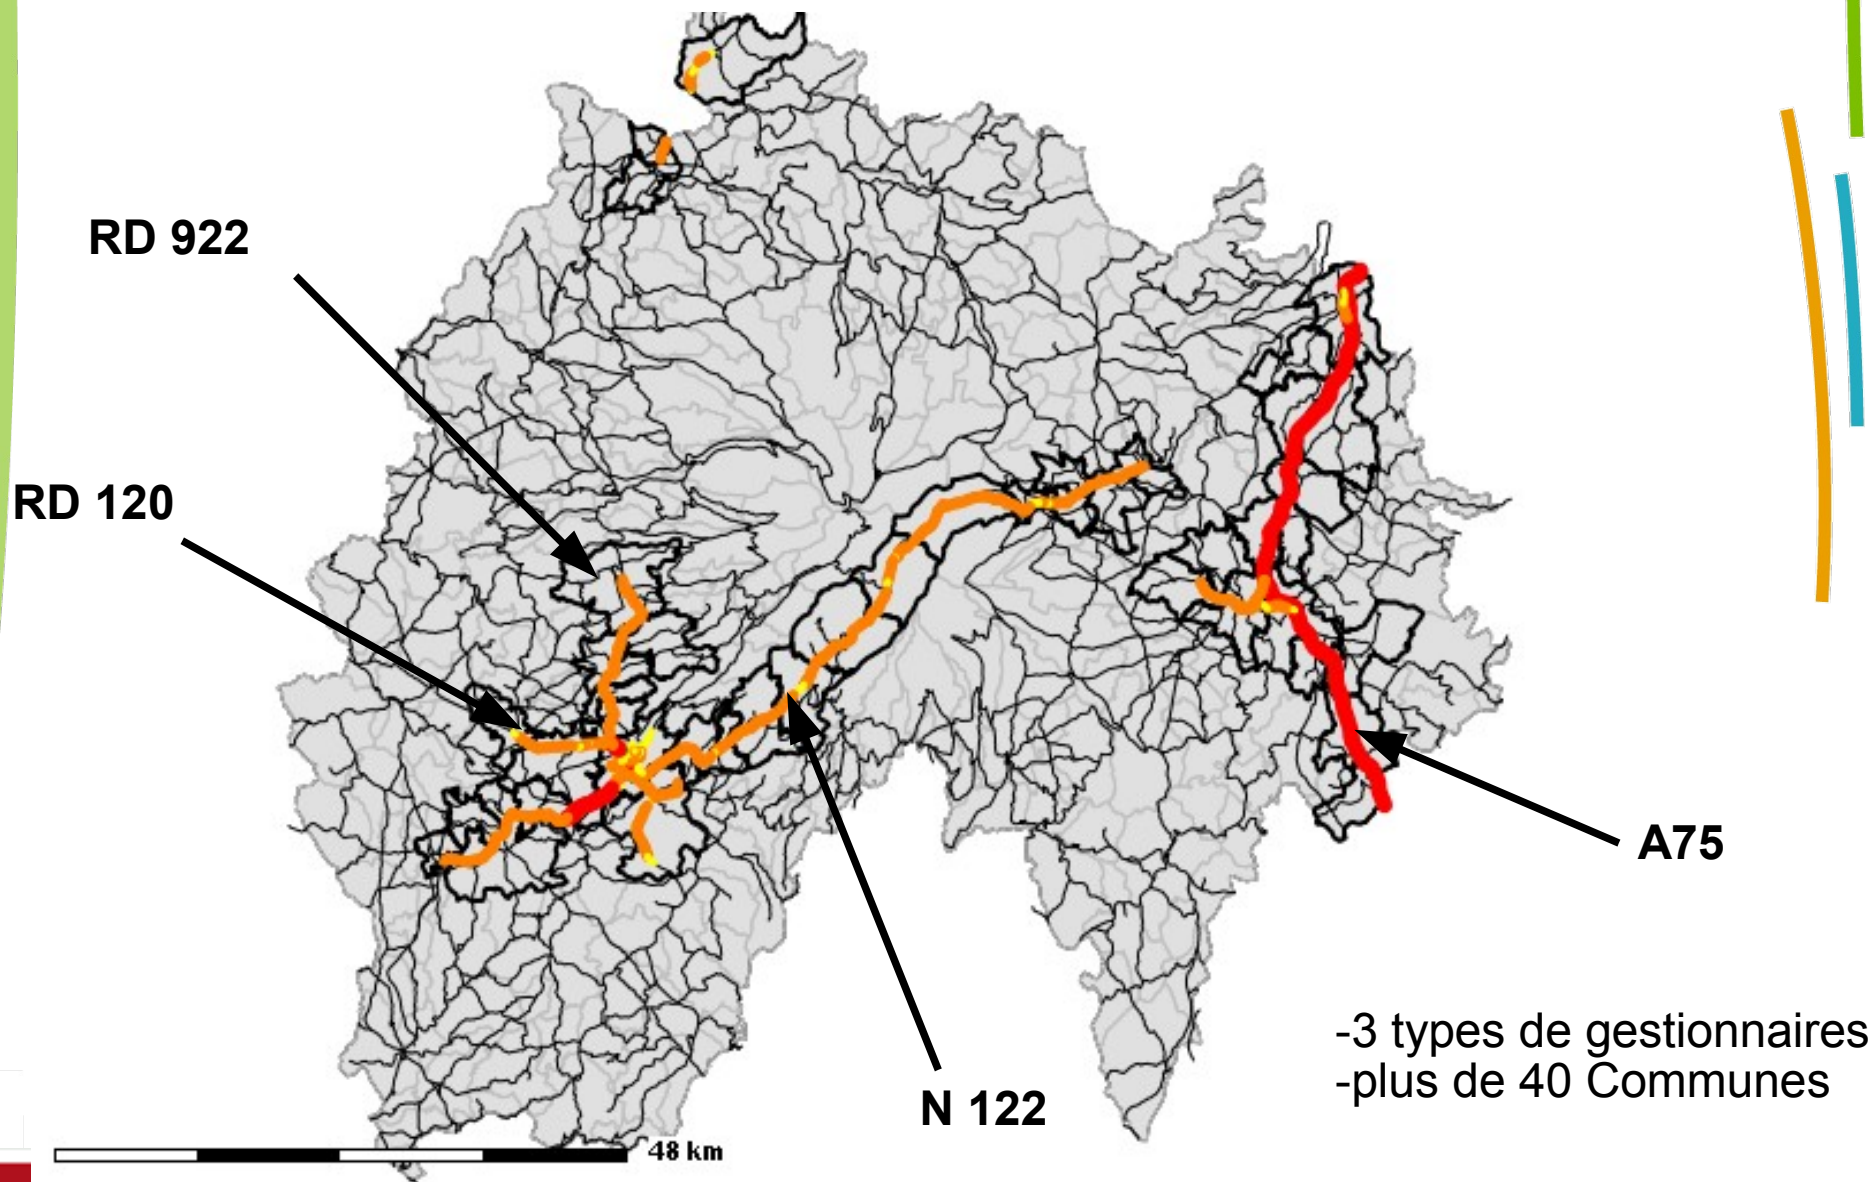 RD 922
RD 120
A75
N 122
-3 types de gestionnaires
-plus de 40 Communes
48 km